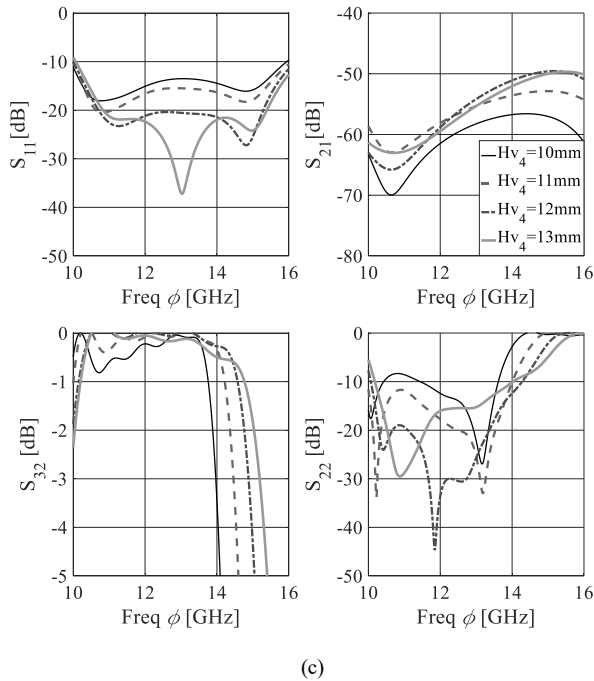 0
-10
-20
-30
-40
-50
10 12 14 16
S11 [dB]
Freq ϕ [GHz]
-40
-50
-60
-70
-80
10 12 14 16
S21 [dB]
Freq ϕ [GHz]
Hv4=10mm
Hv4=11mm
Hv4=12mm
Hv4=13mm
0
-1
-2
-3
-4
-5
10 12 14 16
S32 [dB]
Freq ϕ [GHz]
0
-10
-20
-30
-40
-50
10 12 14 16
S22 [dB]
Freq ϕ [GHz]
(c)